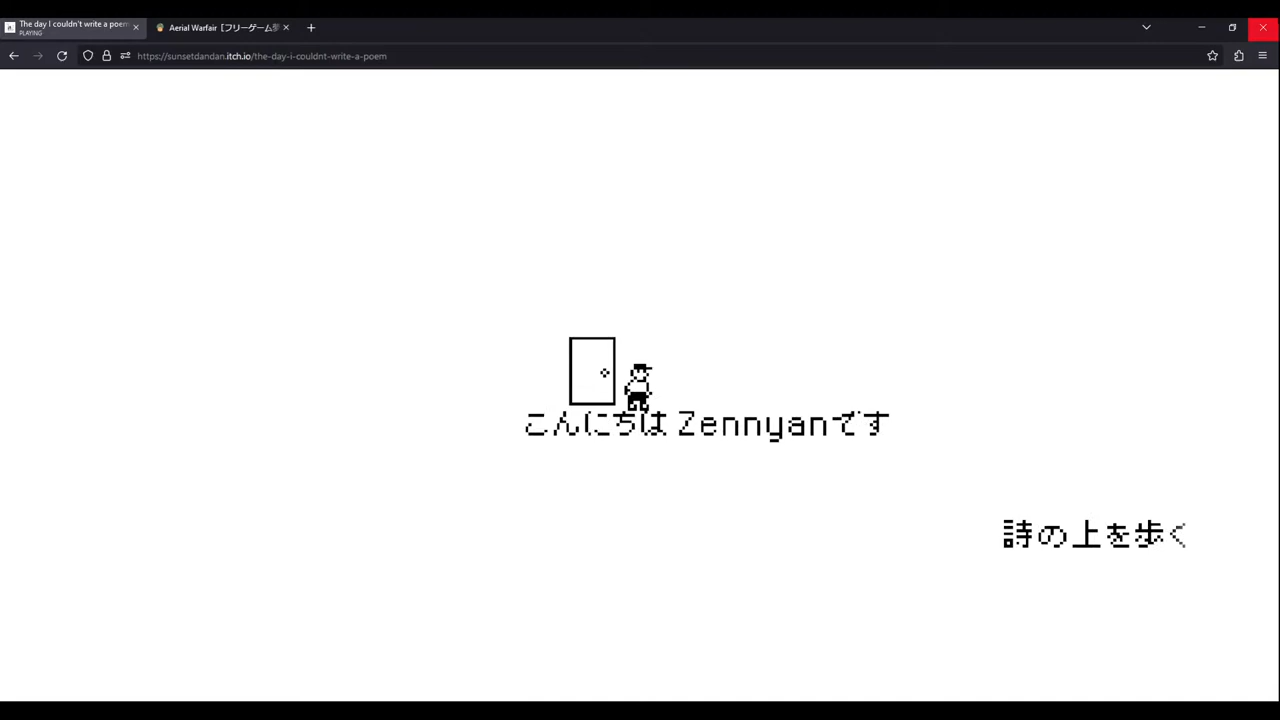 The day I couldn't write a poem
PLAYING
Aerial Warfair [フリーゲーム夢
https://sunsetdandan.itch.io/the-day-i-couldnt-write-a-poem
こんにちは Zennyanです
詩の上を歩く